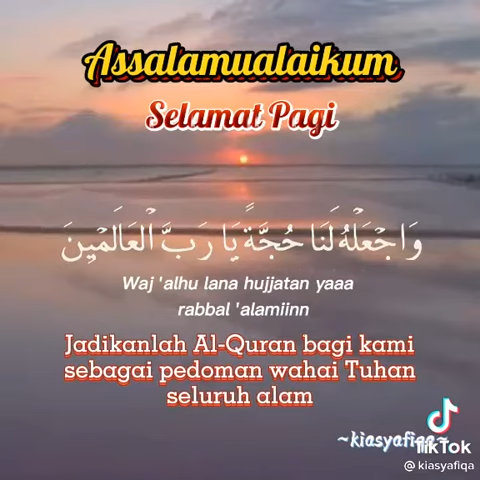 Assalamualaikum
Selamat Pagi
وَاجْعَلْهُ لَنَا حُجَّةً يَا رَبَّ الْعَالَمِيْنَ
Waj 'alhu lana hujjatan yaaa
rabbal 'alamiinn
Jadikanlah Al-Quran bagi kami
sebagai pedoman wahai Tuhan
seluruh alam
~kiasyafiqa~
TikTok
@kiasyafiqa